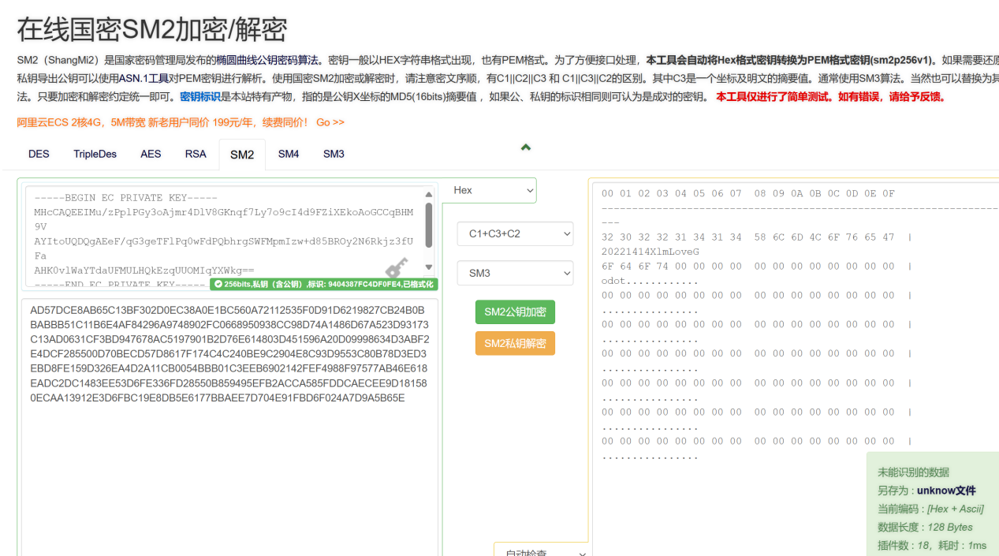 在线国密SM2加密/解密
SM2（ShangMi2）是国家密码管理局发布的椭圆曲线公钥密码算法。密钥一般以HEX字符串格式出现，也有PEM格式。为了方便接口处理，本工具会自动将Hex格式密钥转换为PEM格式密钥(sm2p256v1)。如果需要还原
私钥导出公钥可以使用ASN.1工具对PEM密钥进行解析。使用国密SM2加密或解密时，请注意密文序顺，有C1||C2||C3 和 C1||C3||C2的区别。其中C3是一个坐标及明文的摘要值。通常使用SM3算法。当然也可以替换为其
法。只要加密和解密约定统一即可。密钥标识是本站特有产物，指的是公钥X坐标的MD5(16bits)摘要值 ，如果公、私钥的标识相同则可认为是成对的密钥。 本工具仅进行了简单测试。如有错误，请给予反馈。
阿里云ECS 2核4G，5M带宽 新老用户同价 199元/年，续费同价！ Go >>
DES TripleDes AES RSA SM2 SM4 SM3
-----BEGIN EC PRIVATE KEY-----
MHcCAQEEIMu/zPplPGy3oAjmr4DlV8GKnqf7Ly7o9cI4d9FZiXEkoAoGCCqBHM
9V
AYItoUQDQgAEeF/qG3geTFlPq0wFdPQbhrgSWFMpmIzw+d85BROy2N6Rkjz3fU
Fa
AHK0vlWaYTdaUFMULHQkEzqUUOMIqYXWkg==
-----END EC PRIVATE KEY-----
256bits,私钥（含公钥）,标识: 9404387FC4DF0FE4,已格式化
AD57DCE8AB65C13BF302D0EC38A0E1BC560A72112535F0D91D6219827CB24B0B
BABBB51C11B6E4AF84296A9748902FC0668950938CC98D74A1486D67A523D93173
C13AD0631CF3BD947678AC5197901B2D76E614803D451596A20D09998634D3ABF2
E4DCF285500D70BECD57D8617F174C4C240BE9C2904E8C93D9553C80B78D3ED3
EBD8FE159D326EA4D2A11CB0054BBB01C3EEB6902142FEF4988F97577AB46E618
EADC2DC1483EE53D6FE336FD28550B859495EFB2ACCA585FDDCAECEE9D18158
0ECAA13912E3D6FBC19E8DB5E6177BBAEE7D704E91FBD6F024A7D9A5B65E
Hex
C1+C3+C2
SM3
SM2公钥加密
SM2私钥解密
自动检查
00 01 02 03 04 05 06 07 08 09 0A 0B 0C 0D 0E 0F
-----------------------------------------------------------------
---
32 30 32 32 31 34 31 34 58 6C 6D 4C 6F 76 65 47 |
20221414XlmLoveG
6F 64 6F 74 00 00 00 00 00 00 00 00 00 00 00 00 |
odot............
00 00 00 00 00 00 00 00 00 00 00 00 00 00 00 00 |
................
00 00 00 00 00 00 00 00 00 00 00 00 00 00 00 00 |
................
00 00 00 00 00 00 00 00 00 00 00 00 00 00 00 00 |
................
00 00 00 00 00 00 00 00 00 00 00 00 00 00 00 00 |
................
00 00 00 00 00 00 00 00 00 00 00 00 00 00 00 00 |
................
00 00 00 00 00 00 00 00 00 00 00 00 00 00 00 00 |
................
未能识别的数据
另存为 : unknow文件
当前编码 : [Hex + Ascii]
数据长度 : 128 Bytes
插件数 : 18，耗时 : 1ms